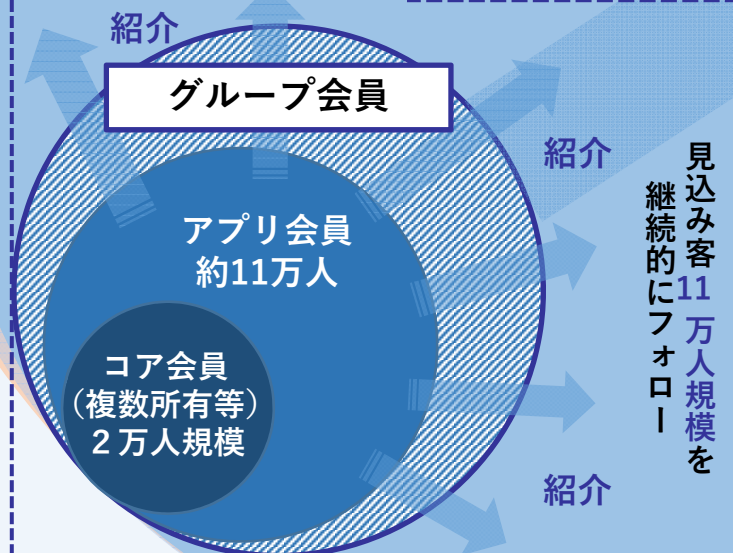 紹介
グループ会員
紹介
アプリ会員
約11万人
コア会員
（複数所有等）
２万人規模
紹介
見込み客11万人規模を
継続的にフォロー